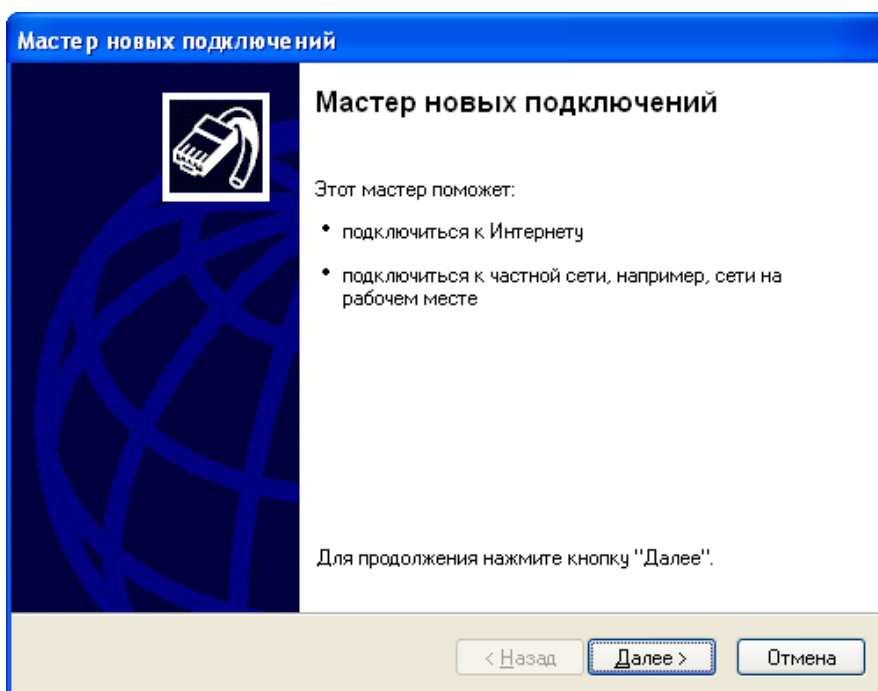 Мастер новых подключений
Мастер новых подключений
Этот мастер поможет:
• подключиться к Интернету
• подключиться к частной сети, например, сети на
рабочем месте
Для продолжения нажмите кнопку "Далее".
< Назад Далее > Отмена